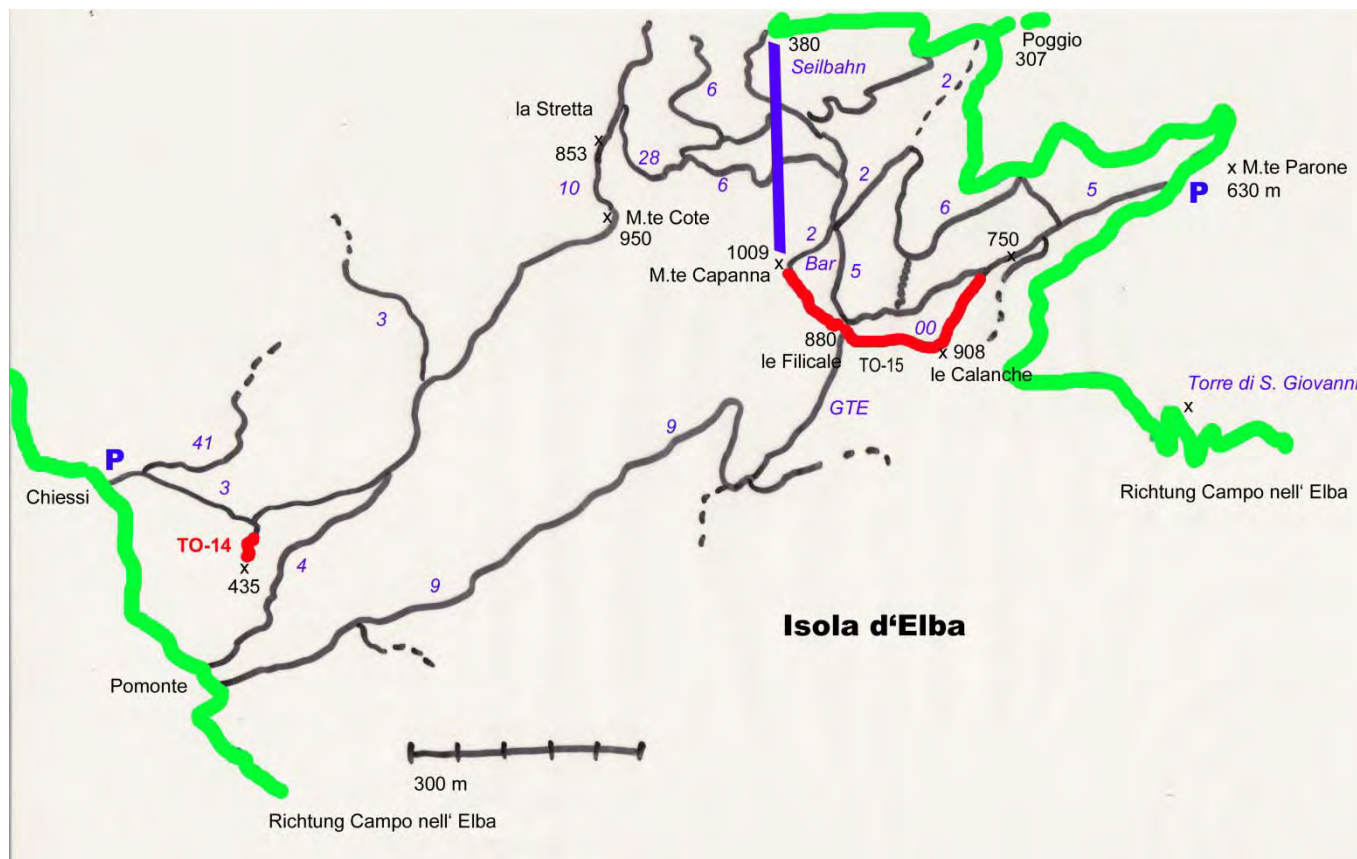 380
Seilbahn
Poggio
307
6
2
la Stretta
853
28
6
2
10
M.te Cote
950
5
M.te Parone
630 m
P
6
750
2
1009
Bar
M.te Capanna
5
3
00
880
908
le Filicale
TO-15
le Calanche
Torre di S. Giovanni
GTE
9
41
P
3
Chiessi
Richtung Campo nell' Elba
TO-14
435
4
9
Isola d'Elba
Pomonte
300 m
Richtung Campo nell' Elba